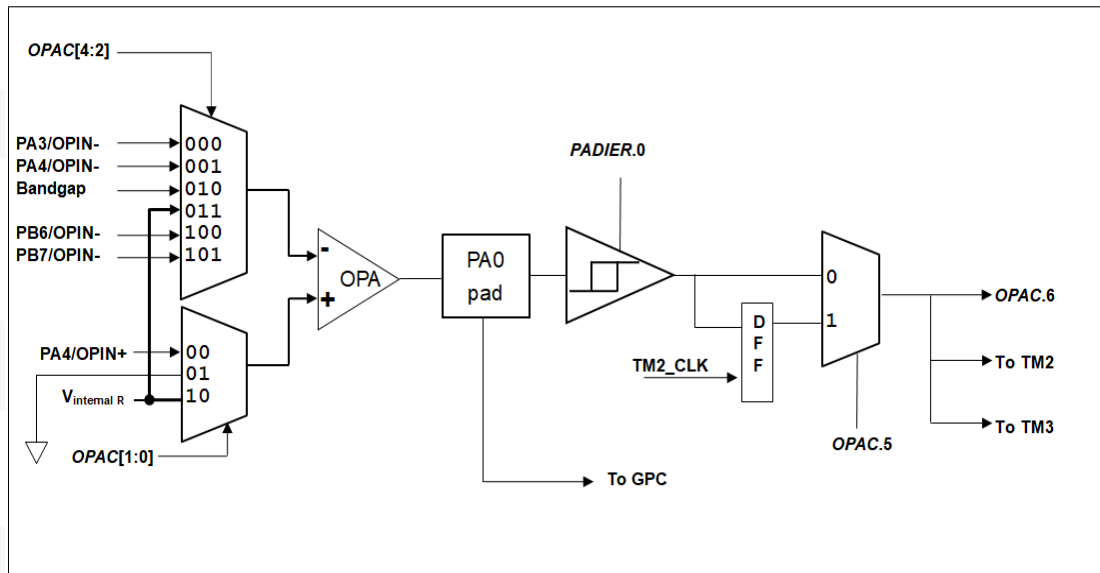 OPAC[4:2]
PA3/OPIN-
000
PA4/OPIN-
001
Bandgap
010
011
PB6/OPIN-
100
PB7/OPIN-
101
-
OPA
+
PA4/OPIN+
00
01
Vinternal R
10
OPAC[1:0]
PA0
pad
To GPC
PADIER.0
D
F
F
TM2_CLK
0
1
OPAC.5
OPAC.6
To TM2
To TM3